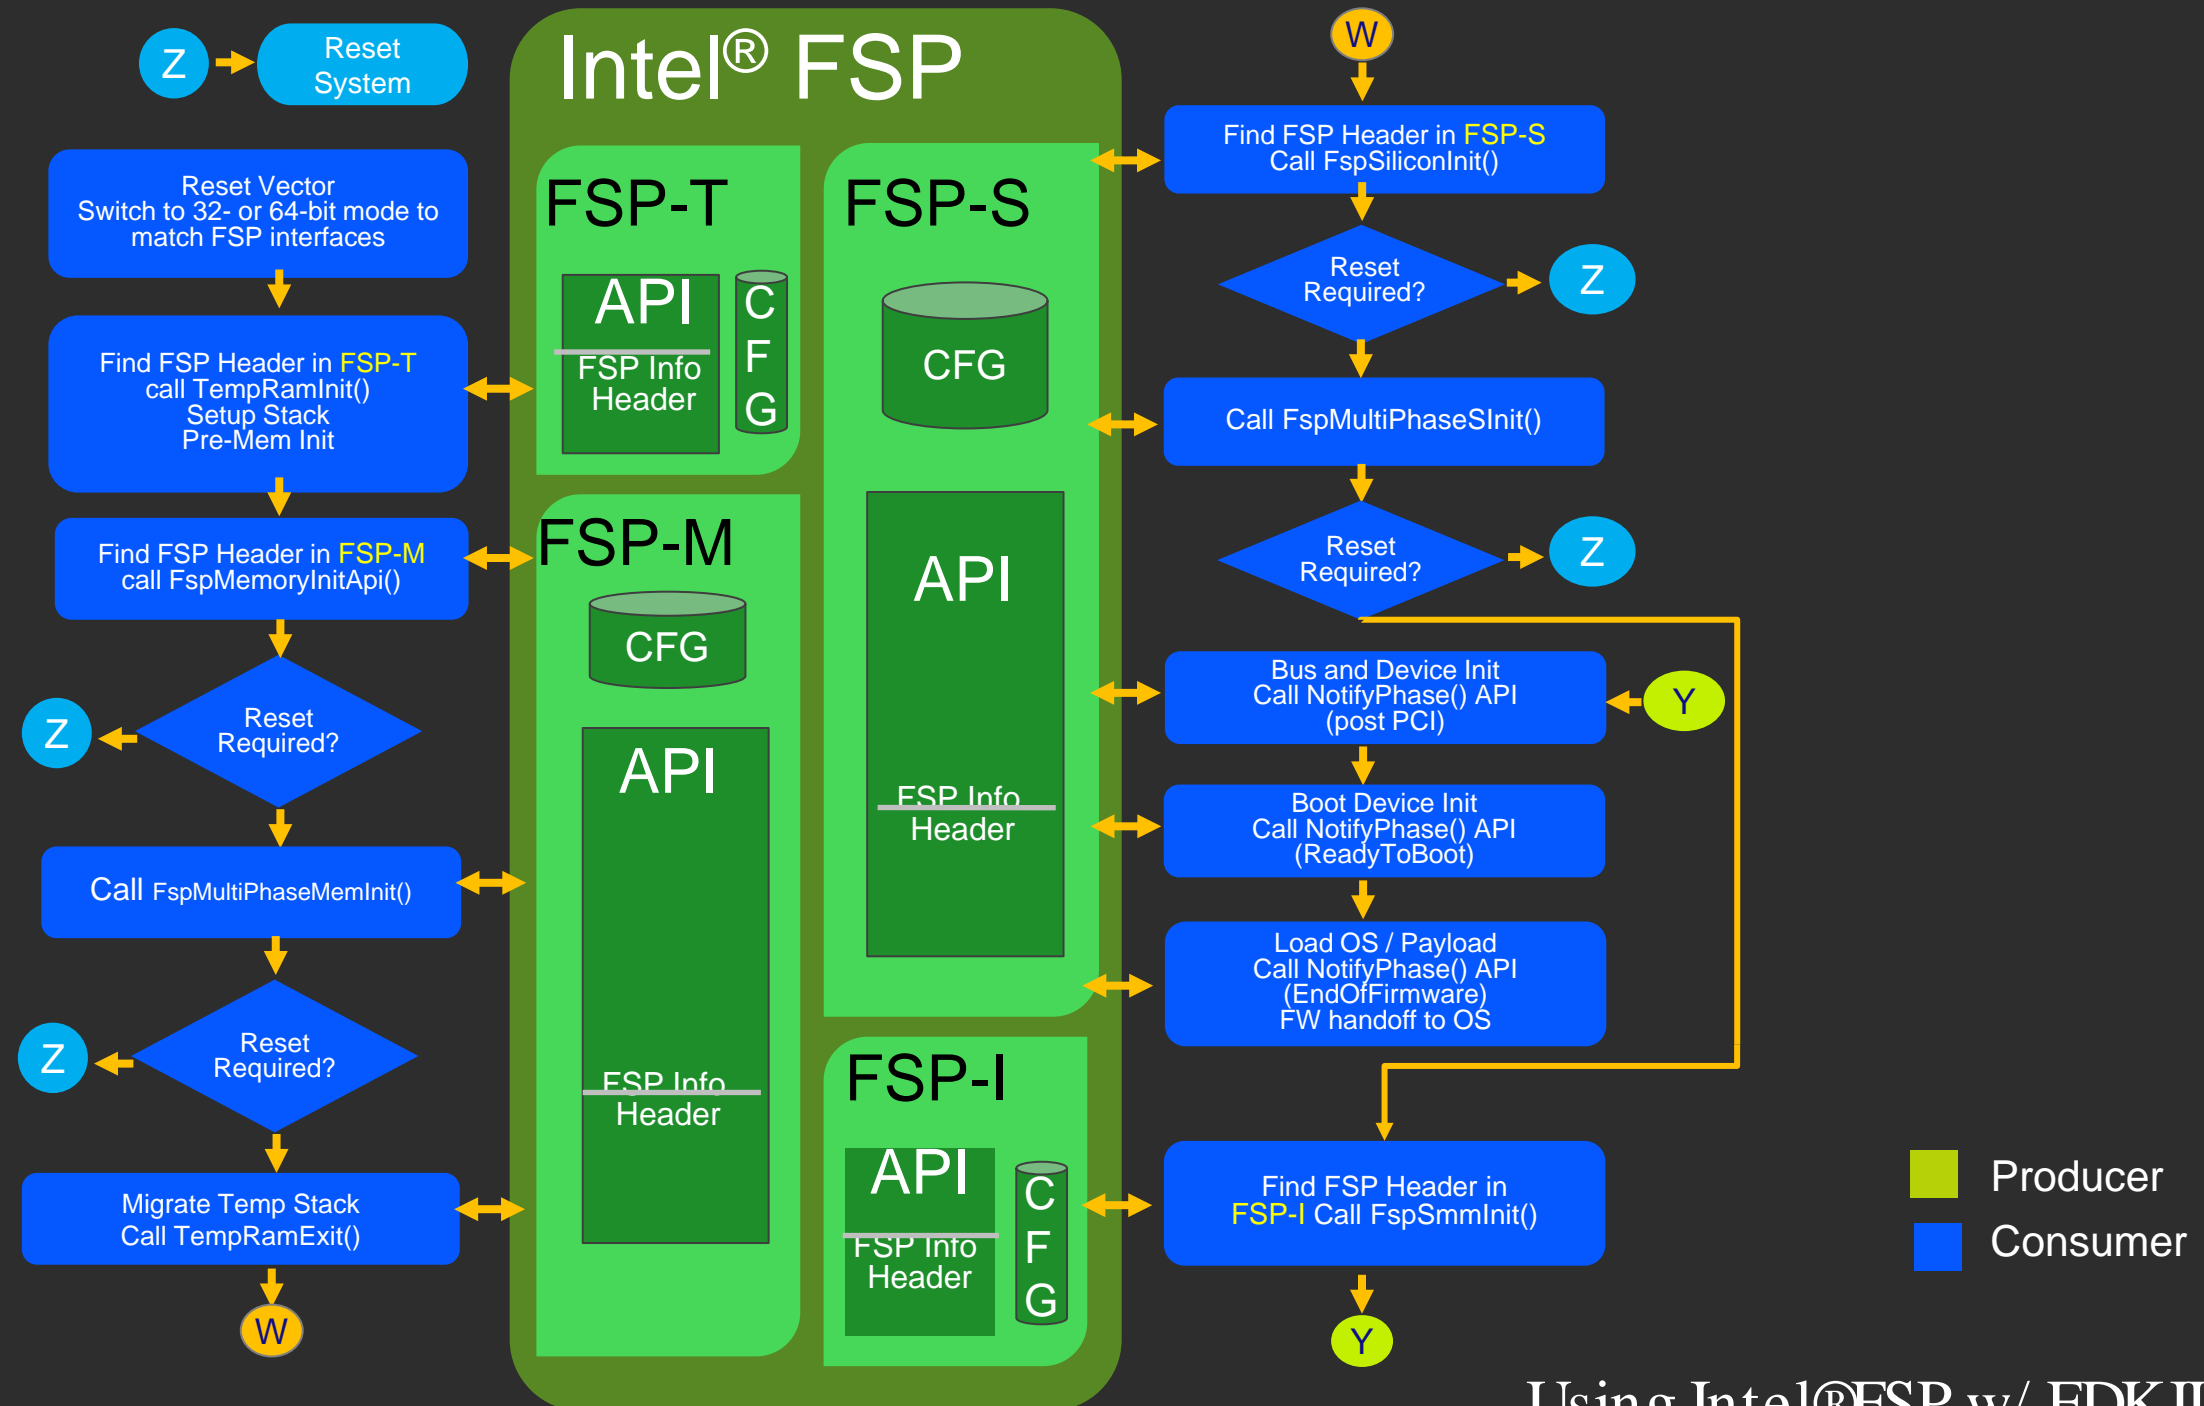 Z
Reset
System
Reset Vector
Switch to 32- or 64-bit mode to
match FSP interfaces
Find FSP Header in FSP-T
call TempRamInit()
Setup Stack
Pre-Mem Init
Find FSP Header in FSP-M
call FspMemoryInitApi()
Reset
Required?
Z
Call FspMultiPhaseMemInit()
Reset
Required?
Z
Migrate Temp Stack
Call TempRamExit()
W
Intel® FSP
FSP-T
API
FSP Info
Header
C
F
G
FSP-M
CFG
API
FSP Info
Header
FSP-S
CFG
API
FSP Info
Header
FSP-I
API
FSP Info
Header
C
F
G
W
Find FSP Header in FSP-S
Call FspSiliconInit()
Reset
Required?
Z
Call FspMultiPhaseSInit()
Reset
Required?
Z
Bus and Device Init
Call NotifyPhase() API
(post PCI)
Y
Boot Device Init
Call NotifyPhase() API
(ReadyToBoot)
Load OS / Payload
Call NotifyPhase() API
(EndOfFirmware)
FW handoff to OS
Find FSP Header in
FSP-I Call FspSmmInit()
Y
Producer
Consumer
Using Intel®FSP w/ EDK II